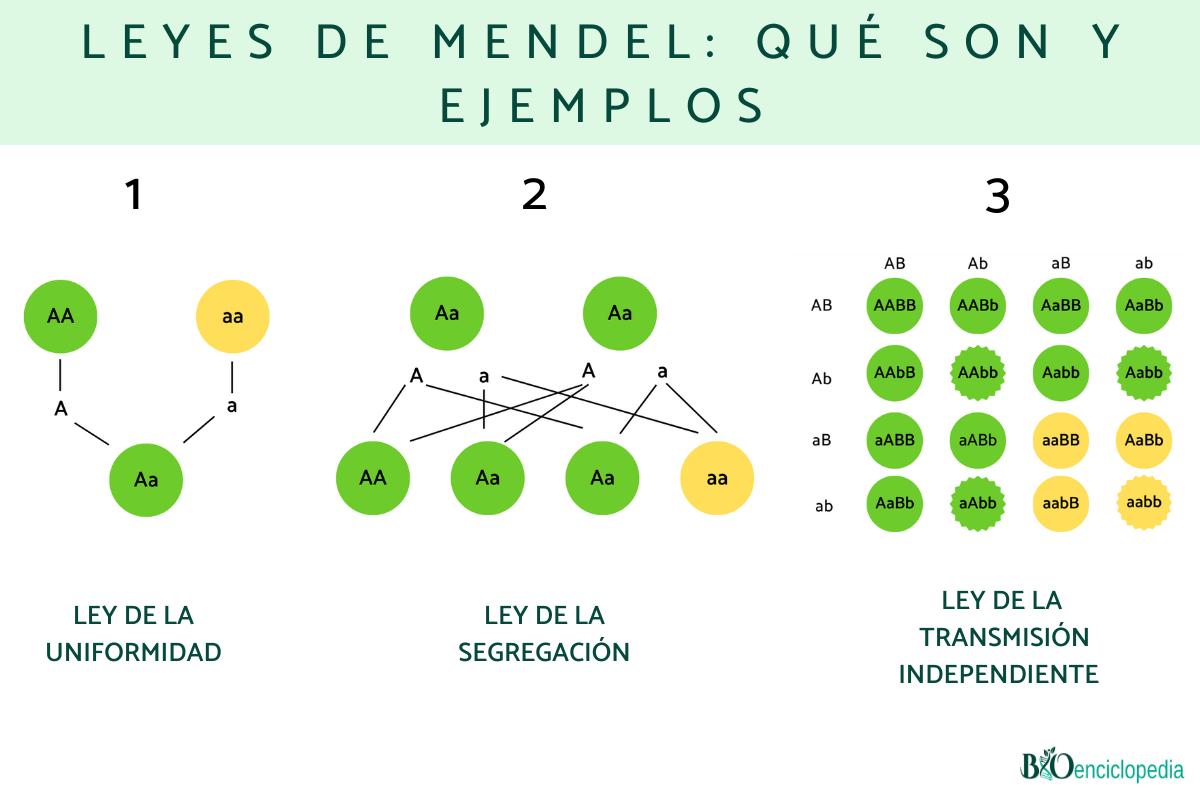 LEYES DE MENDEL: QUÉ SON Y
EJEMPLOS
1
AA
aa
A
a
Aa
LEY DE LA
UNIFORMIDAD
2
Aa Aa
A a A a
AA Aa Aa aa
LEY DE LA
SEGREGACIÓN
3
AB Ab aB ab
AB AABB AABb AaBB AaBb
Ab AAbB AAbb Aabb Aabb
aB aABB aABb aaBB AaBb
ab AaBb aAbb aabB aabb
LEY DE LA
TRANSMISIÓN
INDEPENDIENTE
BIOenciclopedia